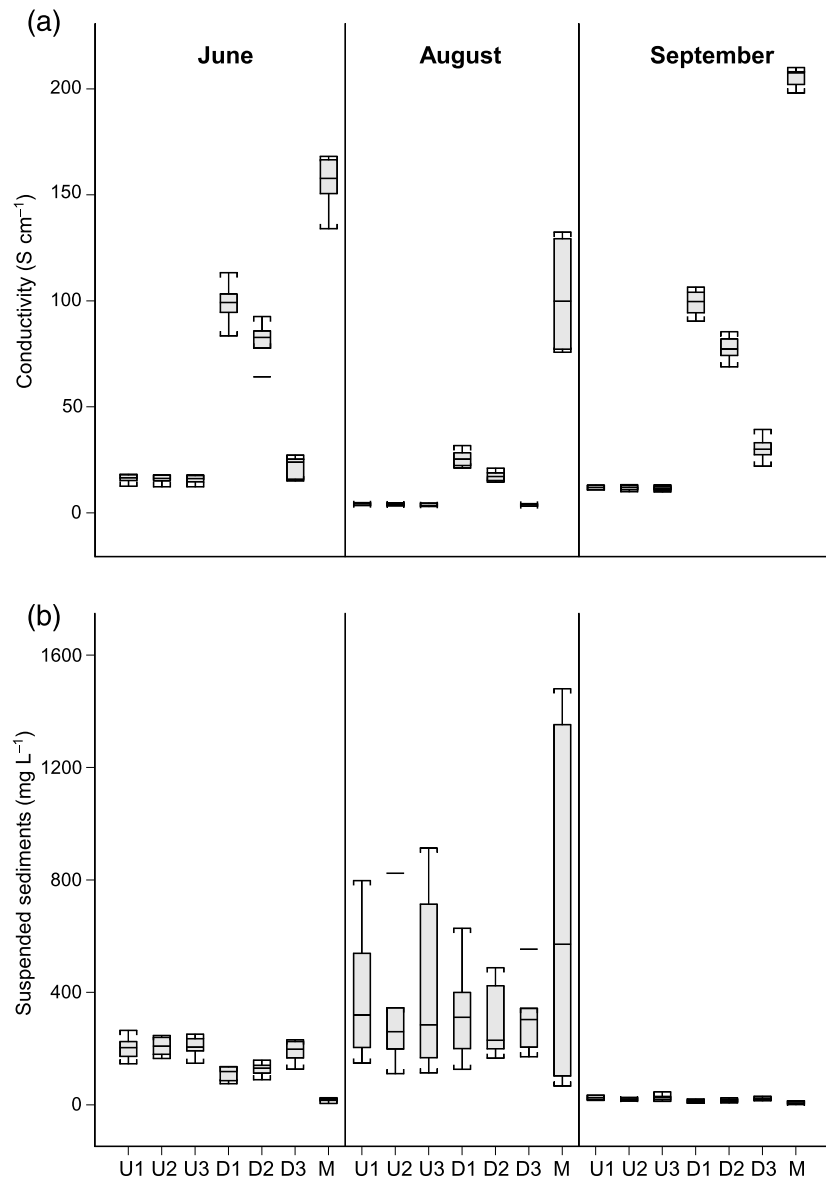 (a)
June August September
200
150
100
50
0
Conductivity (S cm⁻¹)
(b)
1600
1200
800
400
0
Suspended sediments (mg L⁻¹)
U1 U2 U3 D1 D2 D3 M U1 U2 U3 D1 D2 D3 M U1 U2 U3 D1 D2 D3 M